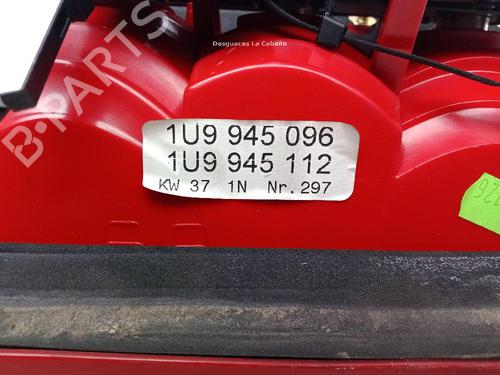 B-PARTS
Desguaces La Cabaña
1U9 945 096
1U9 945 112
KW 37 1N Nr.297